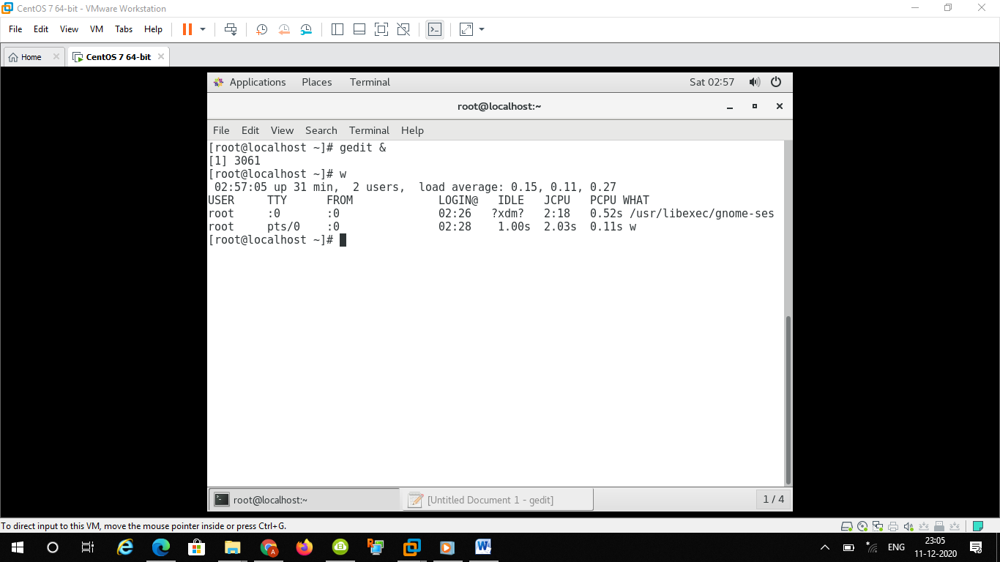 CentOS 7 64-bit - VMware Workstation
File Edit View VM Tabs Help
Home CentOS 7 64-bit
Applications Places Terminal Sat 02:57
root@localhost:~
File Edit View Search Terminal Help
[root@localhost ~]# gedit &
[1] 3061
[root@localhost ~]# w
 02:57:05 up 31 min,  2 users,  load average: 0.15, 0.11, 0.27
USER     TTY      FROM             LOGIN@   IDLE   JCPU   PCPU WHAT
root     :0       :0               02:26   ?xdm?   2:18   0.52s /usr/libexec/gnome-ses
root     pts/0    :0               02:28    1.00s  2.03s  0.11s w
[root@localhost ~]#
root@localhost:~ [Untitled Document 1 - gedit] 1 / 4
To direct input to this VM, move the mouse pointer inside or press Ctrl+G.
ENG 23:05
11-12-2020